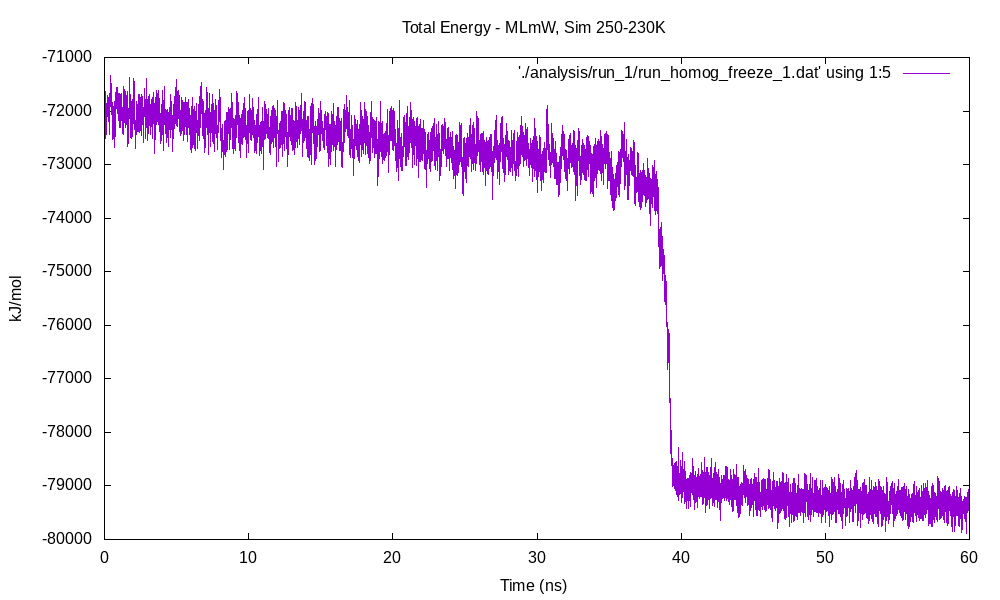 Total Energy - MLmW, Sim 250-230K
'./analysis/run_1/run_homog_freeze_1.dat' using 1:5
-71000
-72000
-73000
-74000
-75000
-76000
-77000
-78000
-79000
-80000
kJ/mol
0 10 20 30 40 50 60
Time (ns)